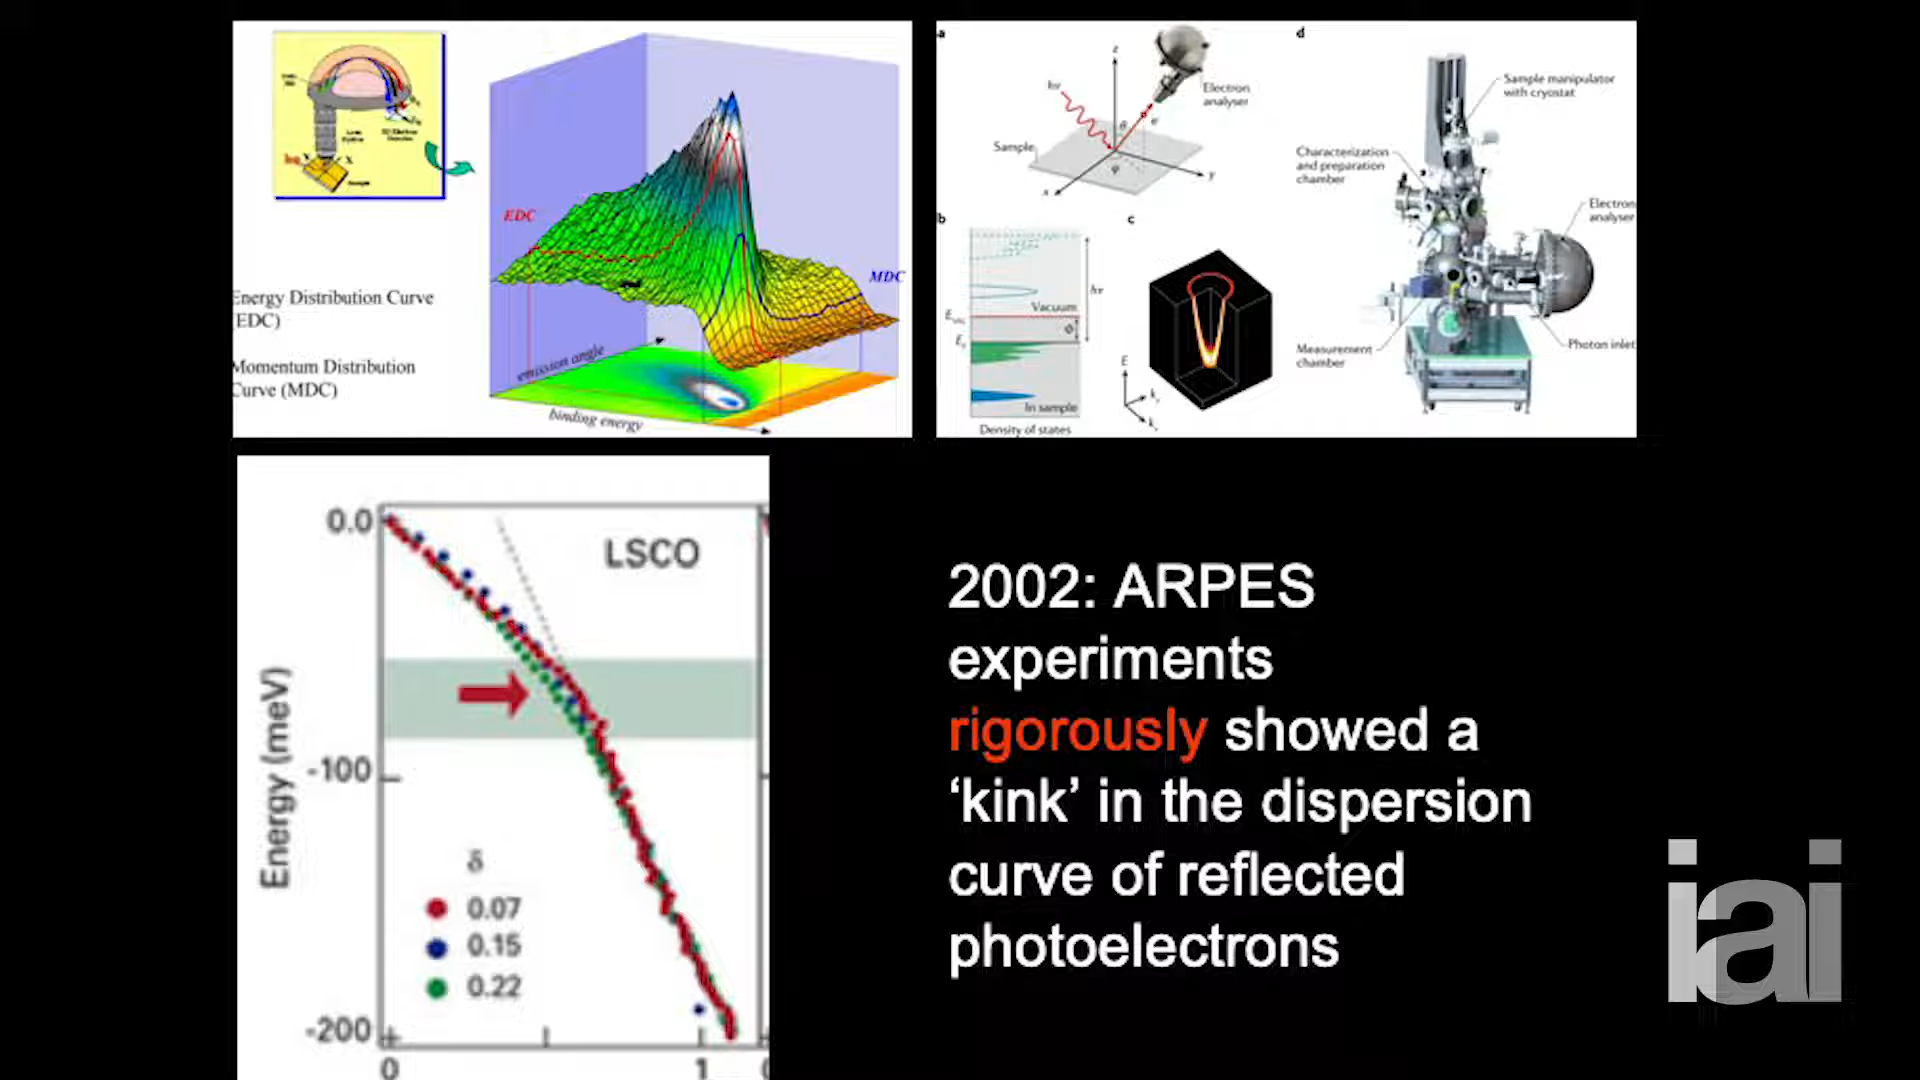 EDC
MDC
Energy Distribution Curve
(EDC)
Momentum Distribution
Curve (MDC)
emission angle
binding energy
a
hν
z
Electron
analyser
e
θ
Sample
φ
x
y
b
Vacuum
hν
In sample
Density of states
c
E
d
Sample manipulator
with cryostat
Characterization
and preparation
chamber
Electron
analyser
Measurement
chamber
Photon inlet
0.0
LSCO
Energy (meV)
-100
δ
0.07
0.15
0.22
-200
0
1
2002: ARPES
experiments
rigorously showed a
‘kink’ in the dispersion
curve of reflected
photoelectrons
iai